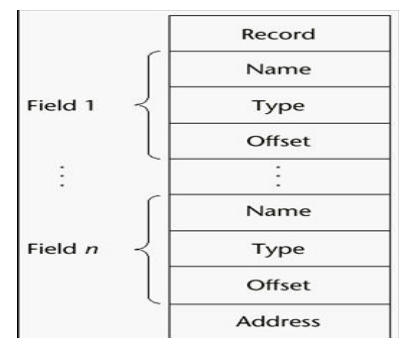 Record
Name
Field 1
Type
Offset
⋮
⋮
Name
Field n
Type
Offset
Address